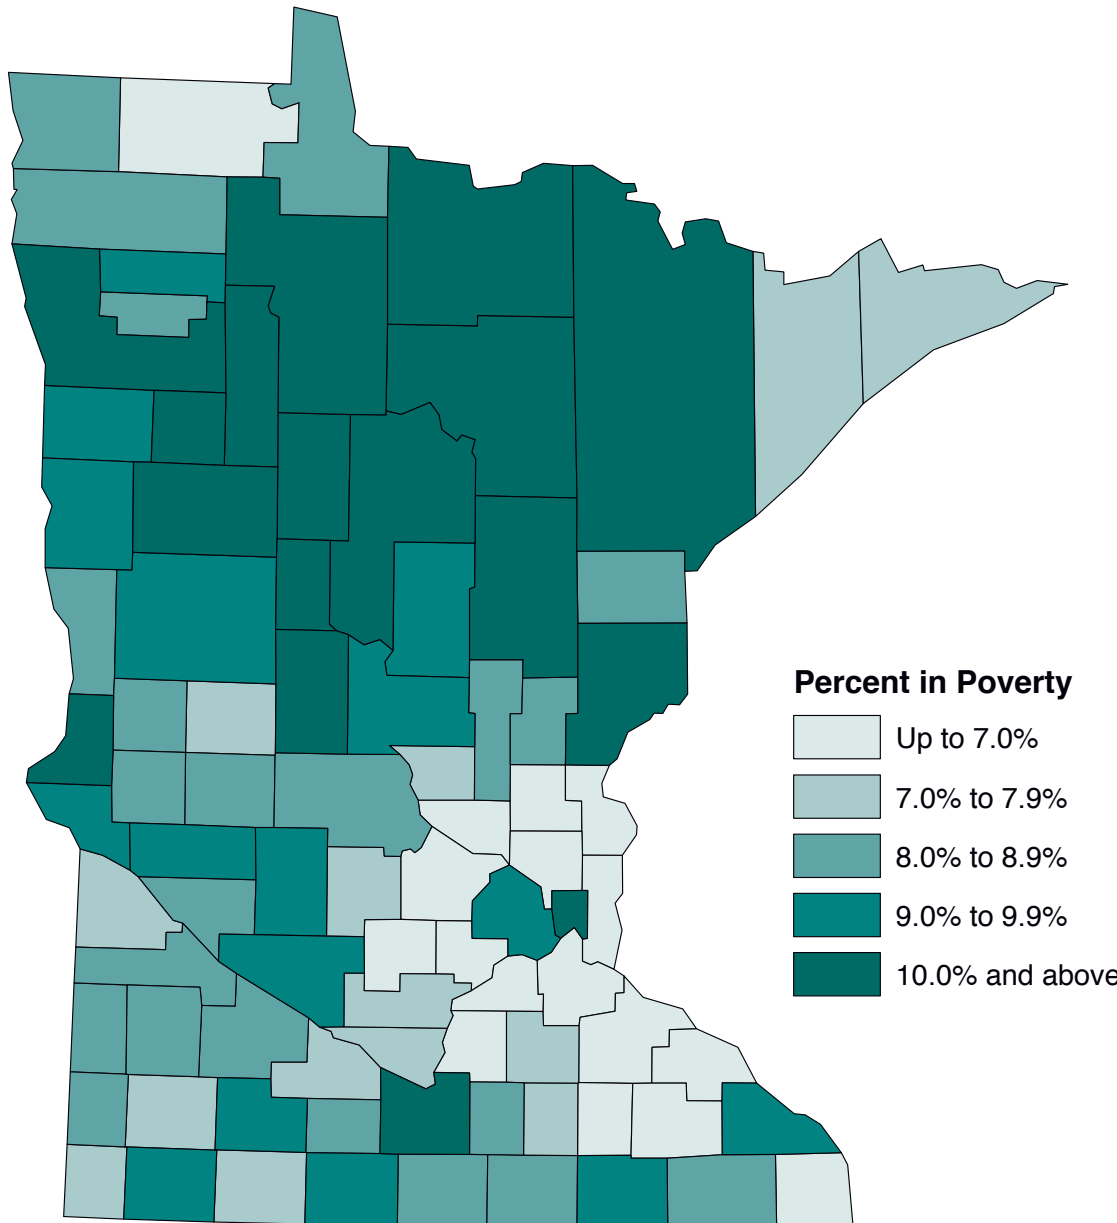 Percent in Poverty
Up to 7.0%
7.0% to 7.9%
8.0% to 8.9%
9.0% to 9.9%
10.0% and above